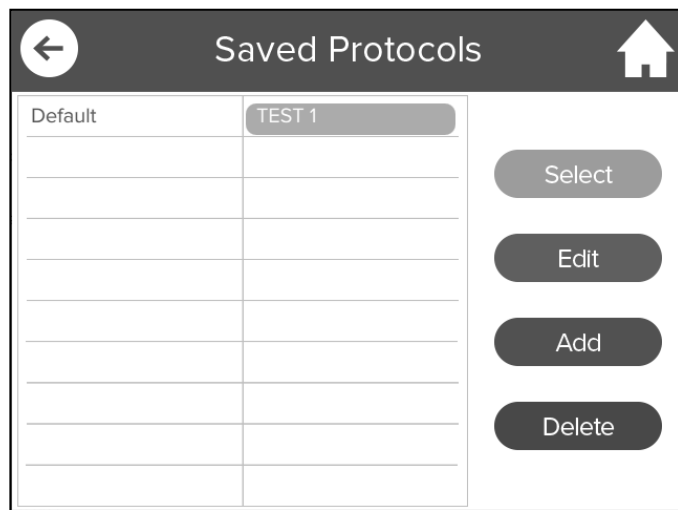 Saved Protocols
Default
TEST 1
Select
Edit
Add
Delete